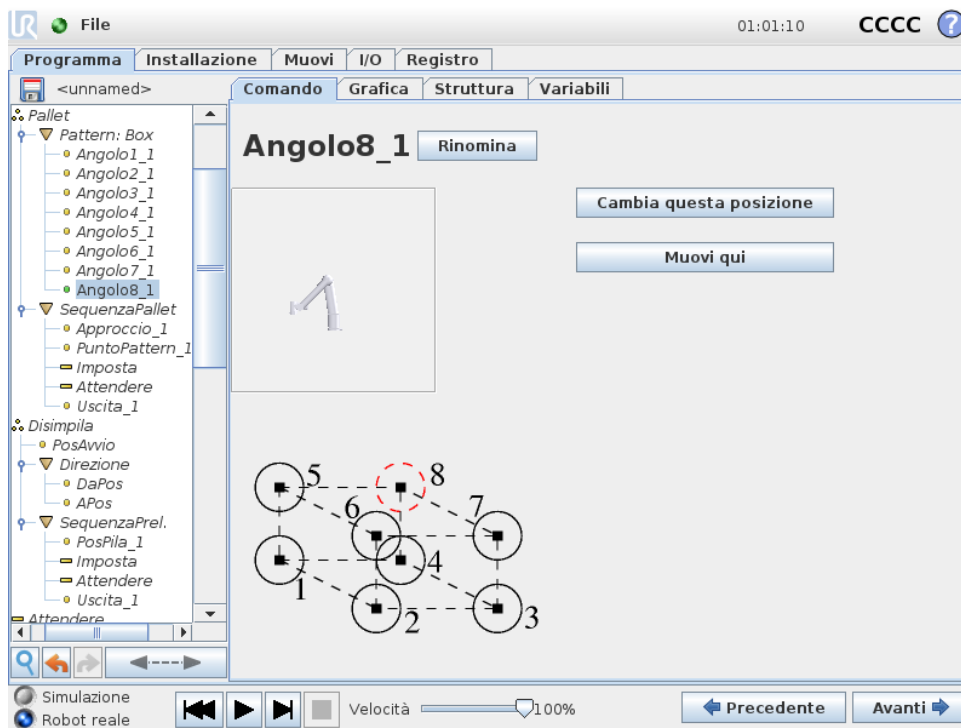 UR File 01:01:10 CCCC ?
Programma Installazione Muovi I/O Registro
<unnamed> Comando Grafica Struttura Variabili
Pallet
Pattern: Box
Angolo1_1
Angolo2_1
Angolo3_1
Angolo4_1
Angolo5_1
Angolo6_1
Angolo7_1
Angolo8_1
SequenzaPallet
Approccio_1
PuntoPattern_1
Imposta
Attendere
Uscita_1
Disimpila
PosAvvio
Direzione
DaPos
APos
SequenzaPrel.
PosPila_1
Imposta
Attendere
Uscita_1
Attendere
Angolo8_1 Rinomina
Cambia questa posizione
Muovi qui
5 8
6 7
1 4
2 3
Simulazione
Robot reale
Velocità 100%
Precedente Avanti